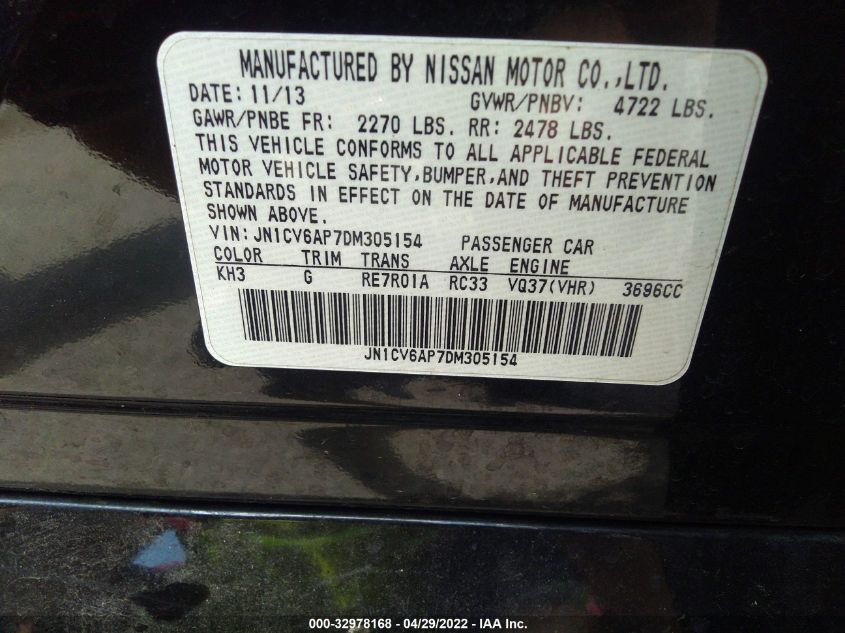 MANUFACTURED BY NISSAN MOTOR CO.,LTD.
DATE: 11/13 GVWR/PNBV: 4722 LBS.
GAWR/PNBE FR: 2270 LBS. RR: 2478 LBS.
THIS VEHICLE CONFORMS TO ALL APPLICABLE FEDERAL
MOTOR VEHICLE SAFETY,BUMPER,AND THEFT PREVENTION
STANDARDS IN EFFECT ON THE DATE OF MANUFACTURE
SHOWN ABOVE.
VIN: JN1CV6AP7DM305154 PASSENGER CAR
COLOR TRIM TRANS AXLE ENGINE
KH3 G RE7R01A RC33 VQ37(VHR) 3696CC
JN1CV6AP7DM305154
000-32978168 - 04/29/2022 - IAA Inc.